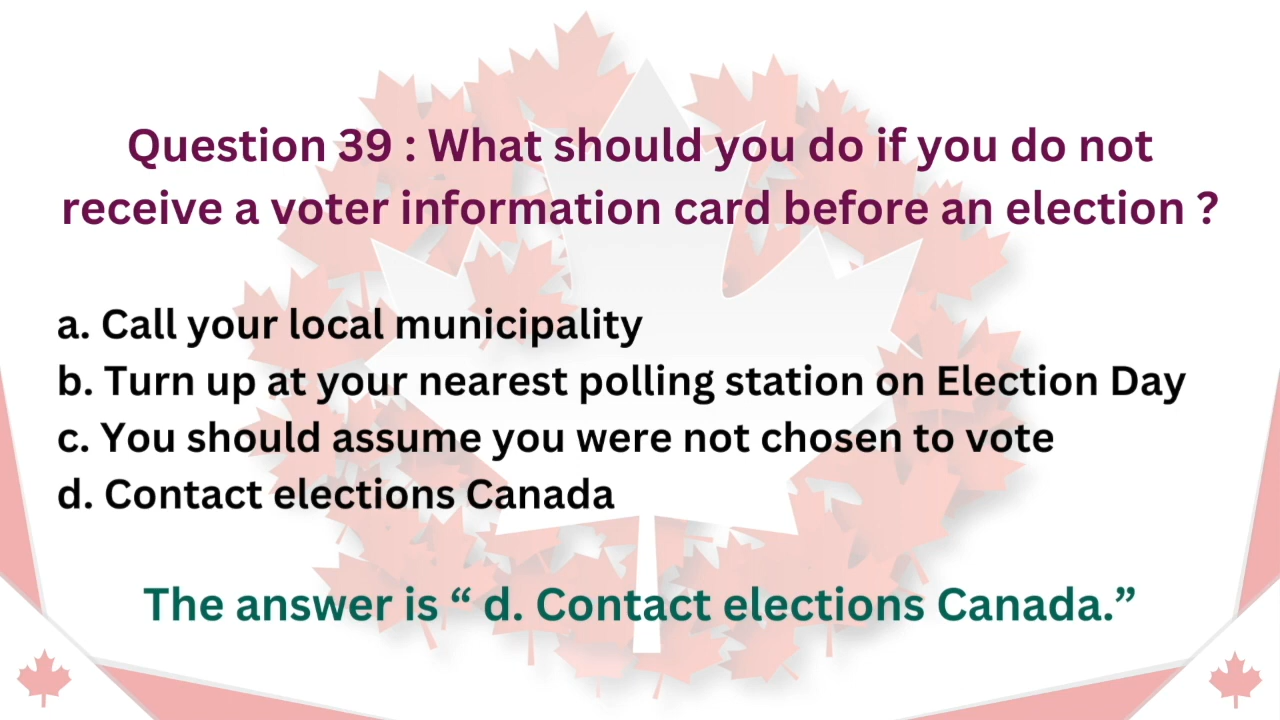 Question 39 : What should you do if you do not
receive a voter information card before an election ?
a. Call your local municipality
b. Turn up at your nearest polling station on Election Day
c. You should assume you were not chosen to vote
d. Contact elections Canada
The answer is “ d. Contact elections Canada.”